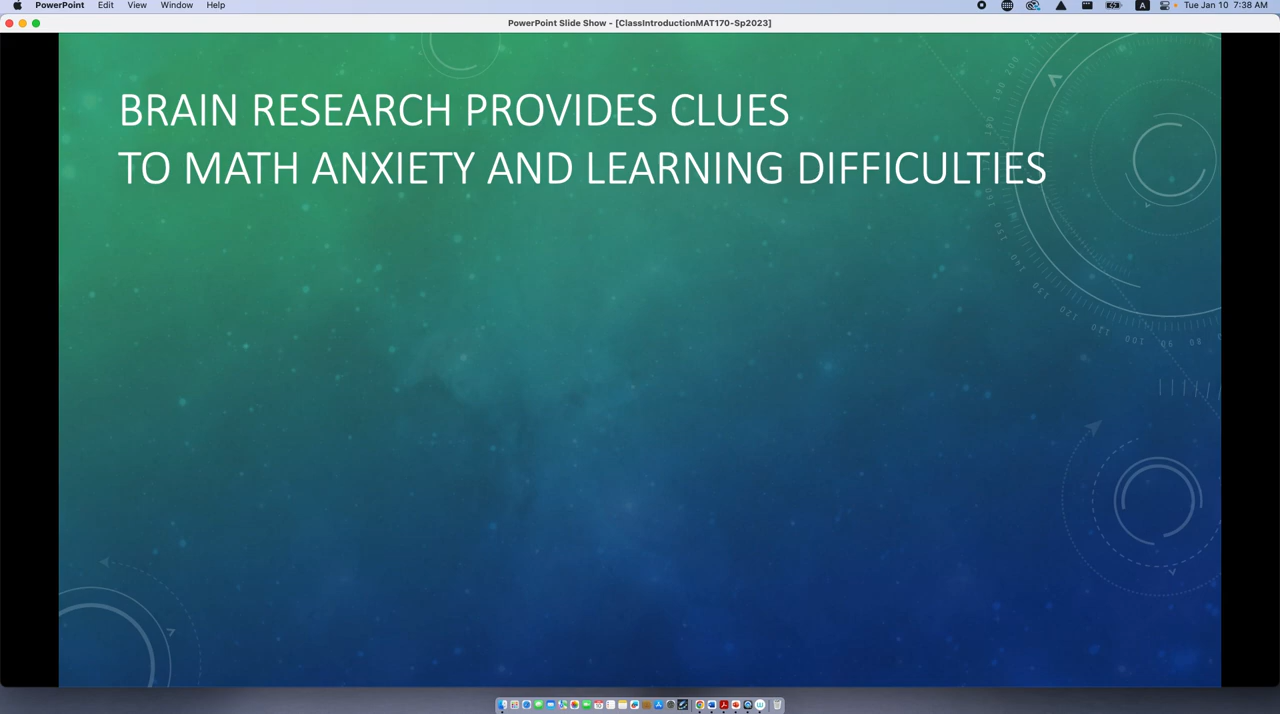 PowerPoint Edit View Window Help
A Tue Jan 10 7:38 AM
PowerPoint Slide Show - [ClassIntroductionMAT170-Sp2023]
BRAIN RESEARCH PROVIDES CLUES
TO MATH ANXIETY AND LEARNING DIFFICULTIES